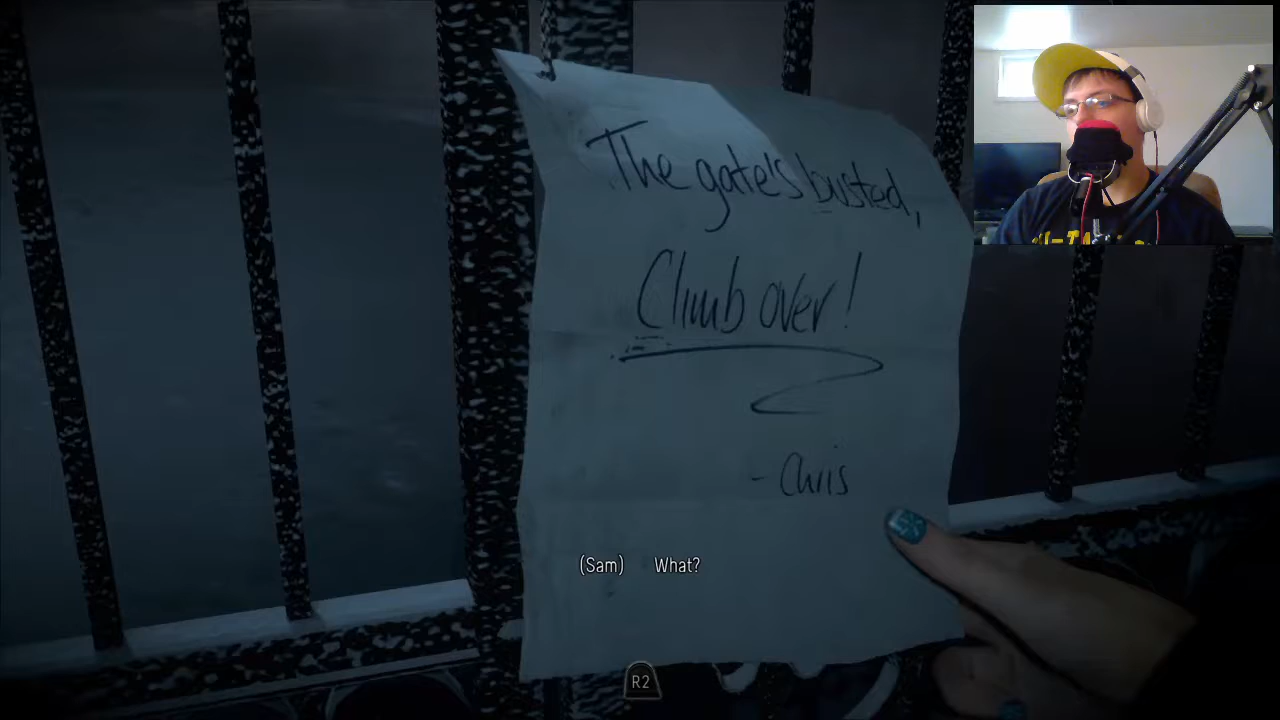 The gate's busted,
Climb over!
- Chris
(Sam) What?
R2